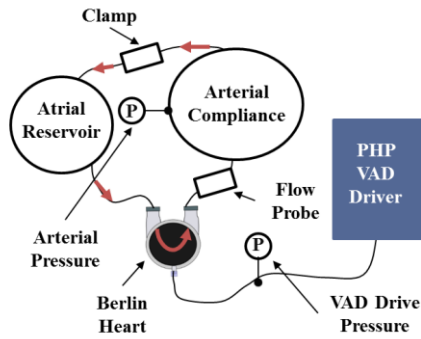 Clamp
Atrial
Reservoir
P
Arterial
Compliance
PHP
VAD
Driver
Flow
Probe
Arterial
Pressure
P
Berlin
Heart
VAD Drive
Pressure